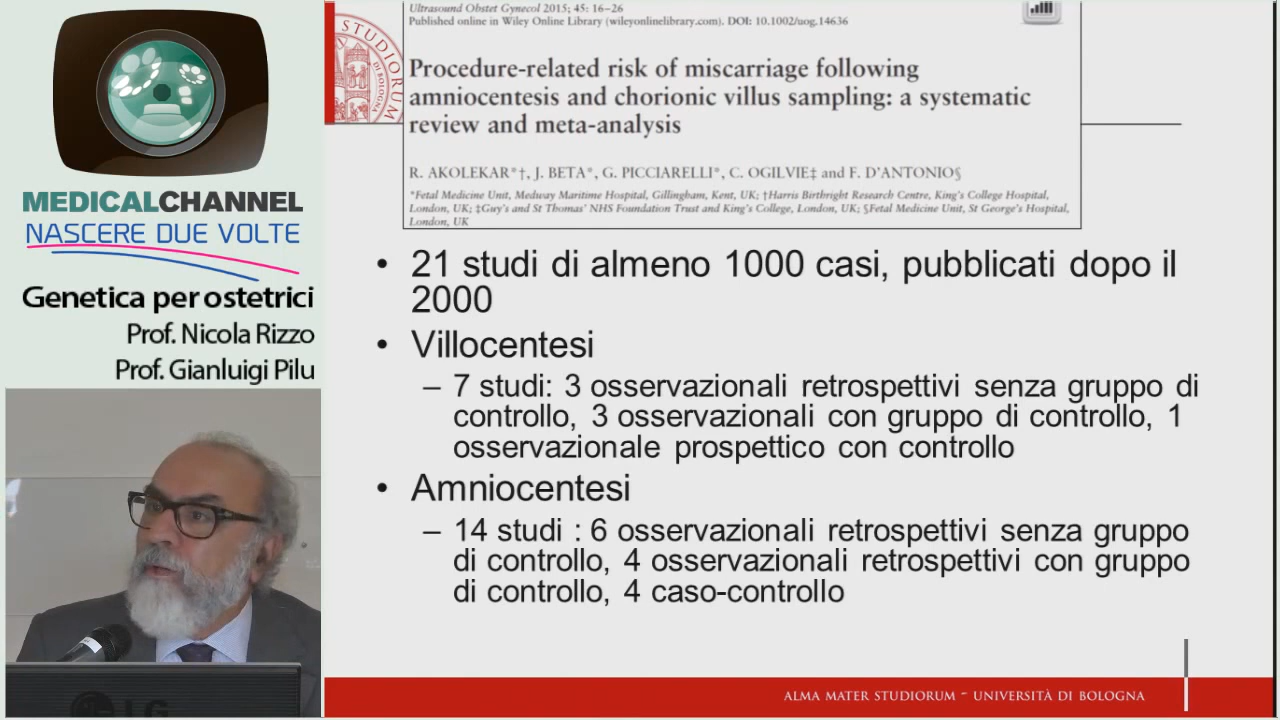 MEDICALCHANNEL
NASCERE DUE VOLTE
Genetica per ostetrici
Prof. Nicola Rizzo
Prof. Gianluigi Pilu
LG
STUDIORUM
DI BOLOGNA
Ultrasound Obstet Gynecol 2015; 45: 16–26
Published online in Wiley Online Library (wileyonlinelibrary.com). DOI: 10.1002/uog.14636
Procedure-related risk of miscarriage following
amniocentesis and chorionic villus sampling: a systematic
review and meta-analysis
R. AKOLEKAR*†, J. BETA*, G. PICCIARELLI*, C. OGILVIE‡ and F. D'ANTONIO§
*Fetal Medicine Unit, Medway Maritime Hospital, Gillingham, Kent, UK; †Harris Birthright Research Centre, King's College Hospital,
London, UK; ‡Guy's and St Thomas' NHS Foundation Trust and King's College, London, UK; §Fetal Medicine Unit, St George's Hospital,
London, UK
• 21 studi di almeno 1000 casi, pubblicati dopo il
2000
• Villocentesi
– 7 studi: 3 osservazionali retrospettivi senza gruppo di
controllo, 3 osservazionali con gruppo di controllo, 1
osservazionale prospettico con controllo
• Amniocentesi
– 14 studi : 6 osservazionali retrospettivi senza gruppo
di controllo, 4 osservazionali retrospettivi con gruppo
di controllo, 4 caso-controllo
ALMA MATER STUDIORUM ~ UNIVERSITÀ DI BOLOGNA